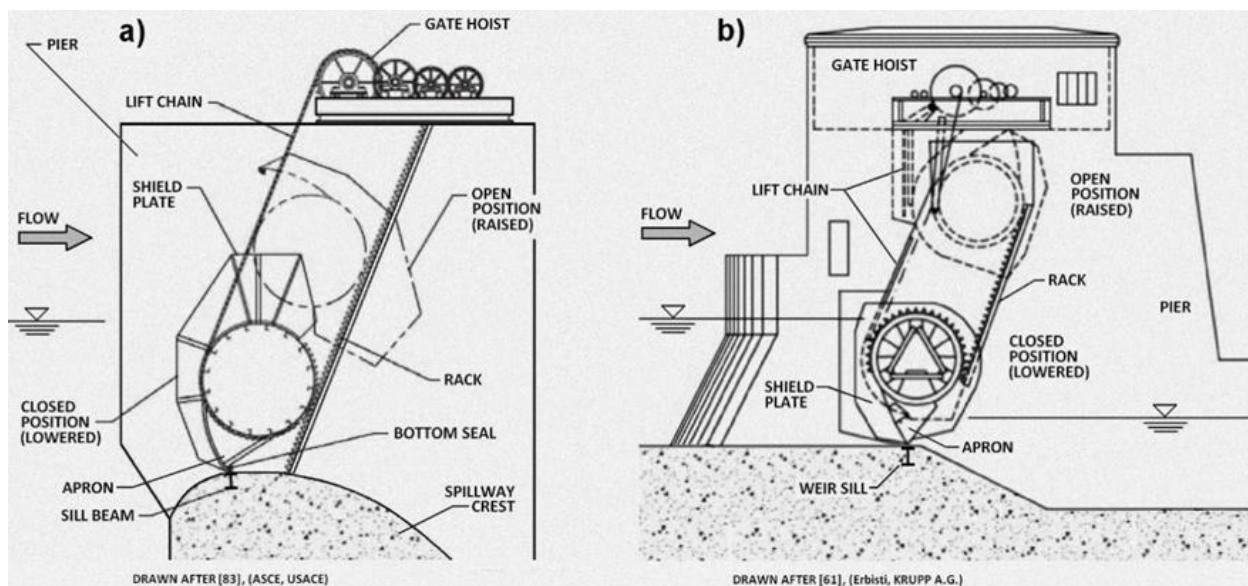 a)
GATE HOIST
PIER
LIFT CHAIN
SHIELD
PLATE
OPEN
POSITION
(RAISED)
FLOW
RACK
CLOSED
POSITION
(LOWERED)
BOTTOM SEAL
APRON
SILL BEAM
SPILLWAY
CREST
DRAWN AFTER [83], (ASCE, USACE)
b)
GATE HOIST
LIFT CHAIN
OPEN
POSITION
(RAISED)
FLOW
RACK
PIER
CLOSED
POSITION
(LOWERED)
SHIELD
PLATE
APRON
WEIR SILL
DRAWN AFTER [61], (Erbisti, KRUPP A.G.)